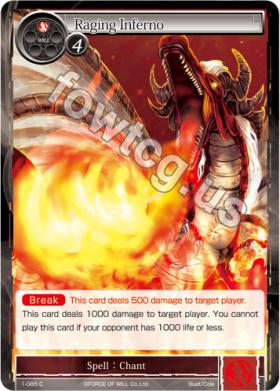 Raging Inferno
WILL
4
fowtcg.us
Break This card deals 500 damage to target player.
This card deals 1000 damage to target player. You cannot
play this card if your opponent has 1000 life or less.
Spell : Chant
1-085 C ©FORCE OF WILL Co.,Ltd. Illust/Cola